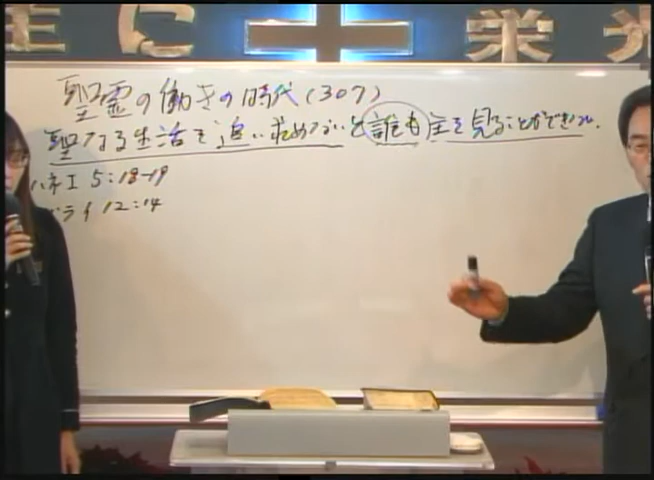 主 栄光
聖霊の働きの時代(307)
聖なる生活を追い求めないと誰も主を見ることができない.
ハネI 5:18-19
ブライ 12:14